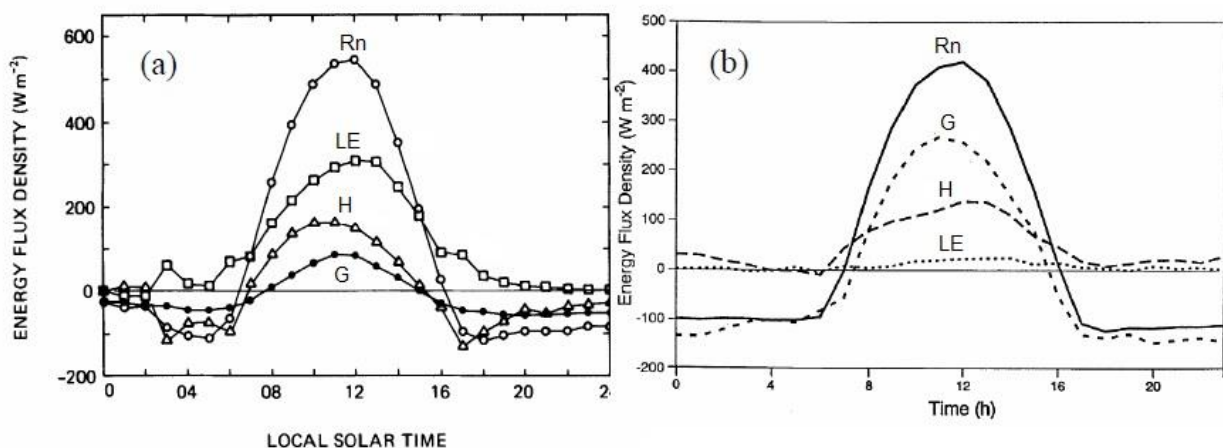 (a)
ENERGY FLUX DENSITY (W m⁻²)
600
400
200
0
-200
Rn
LE
H
G
0 04 08 12 16 20 2
LOCAL SOLAR TIME
(b)
Energy Flux Density (W m⁻²)
500
400
300
200
100
0
-100
-200
Rn
G
H
LE
0 4 8 12 16 20
Time (h)